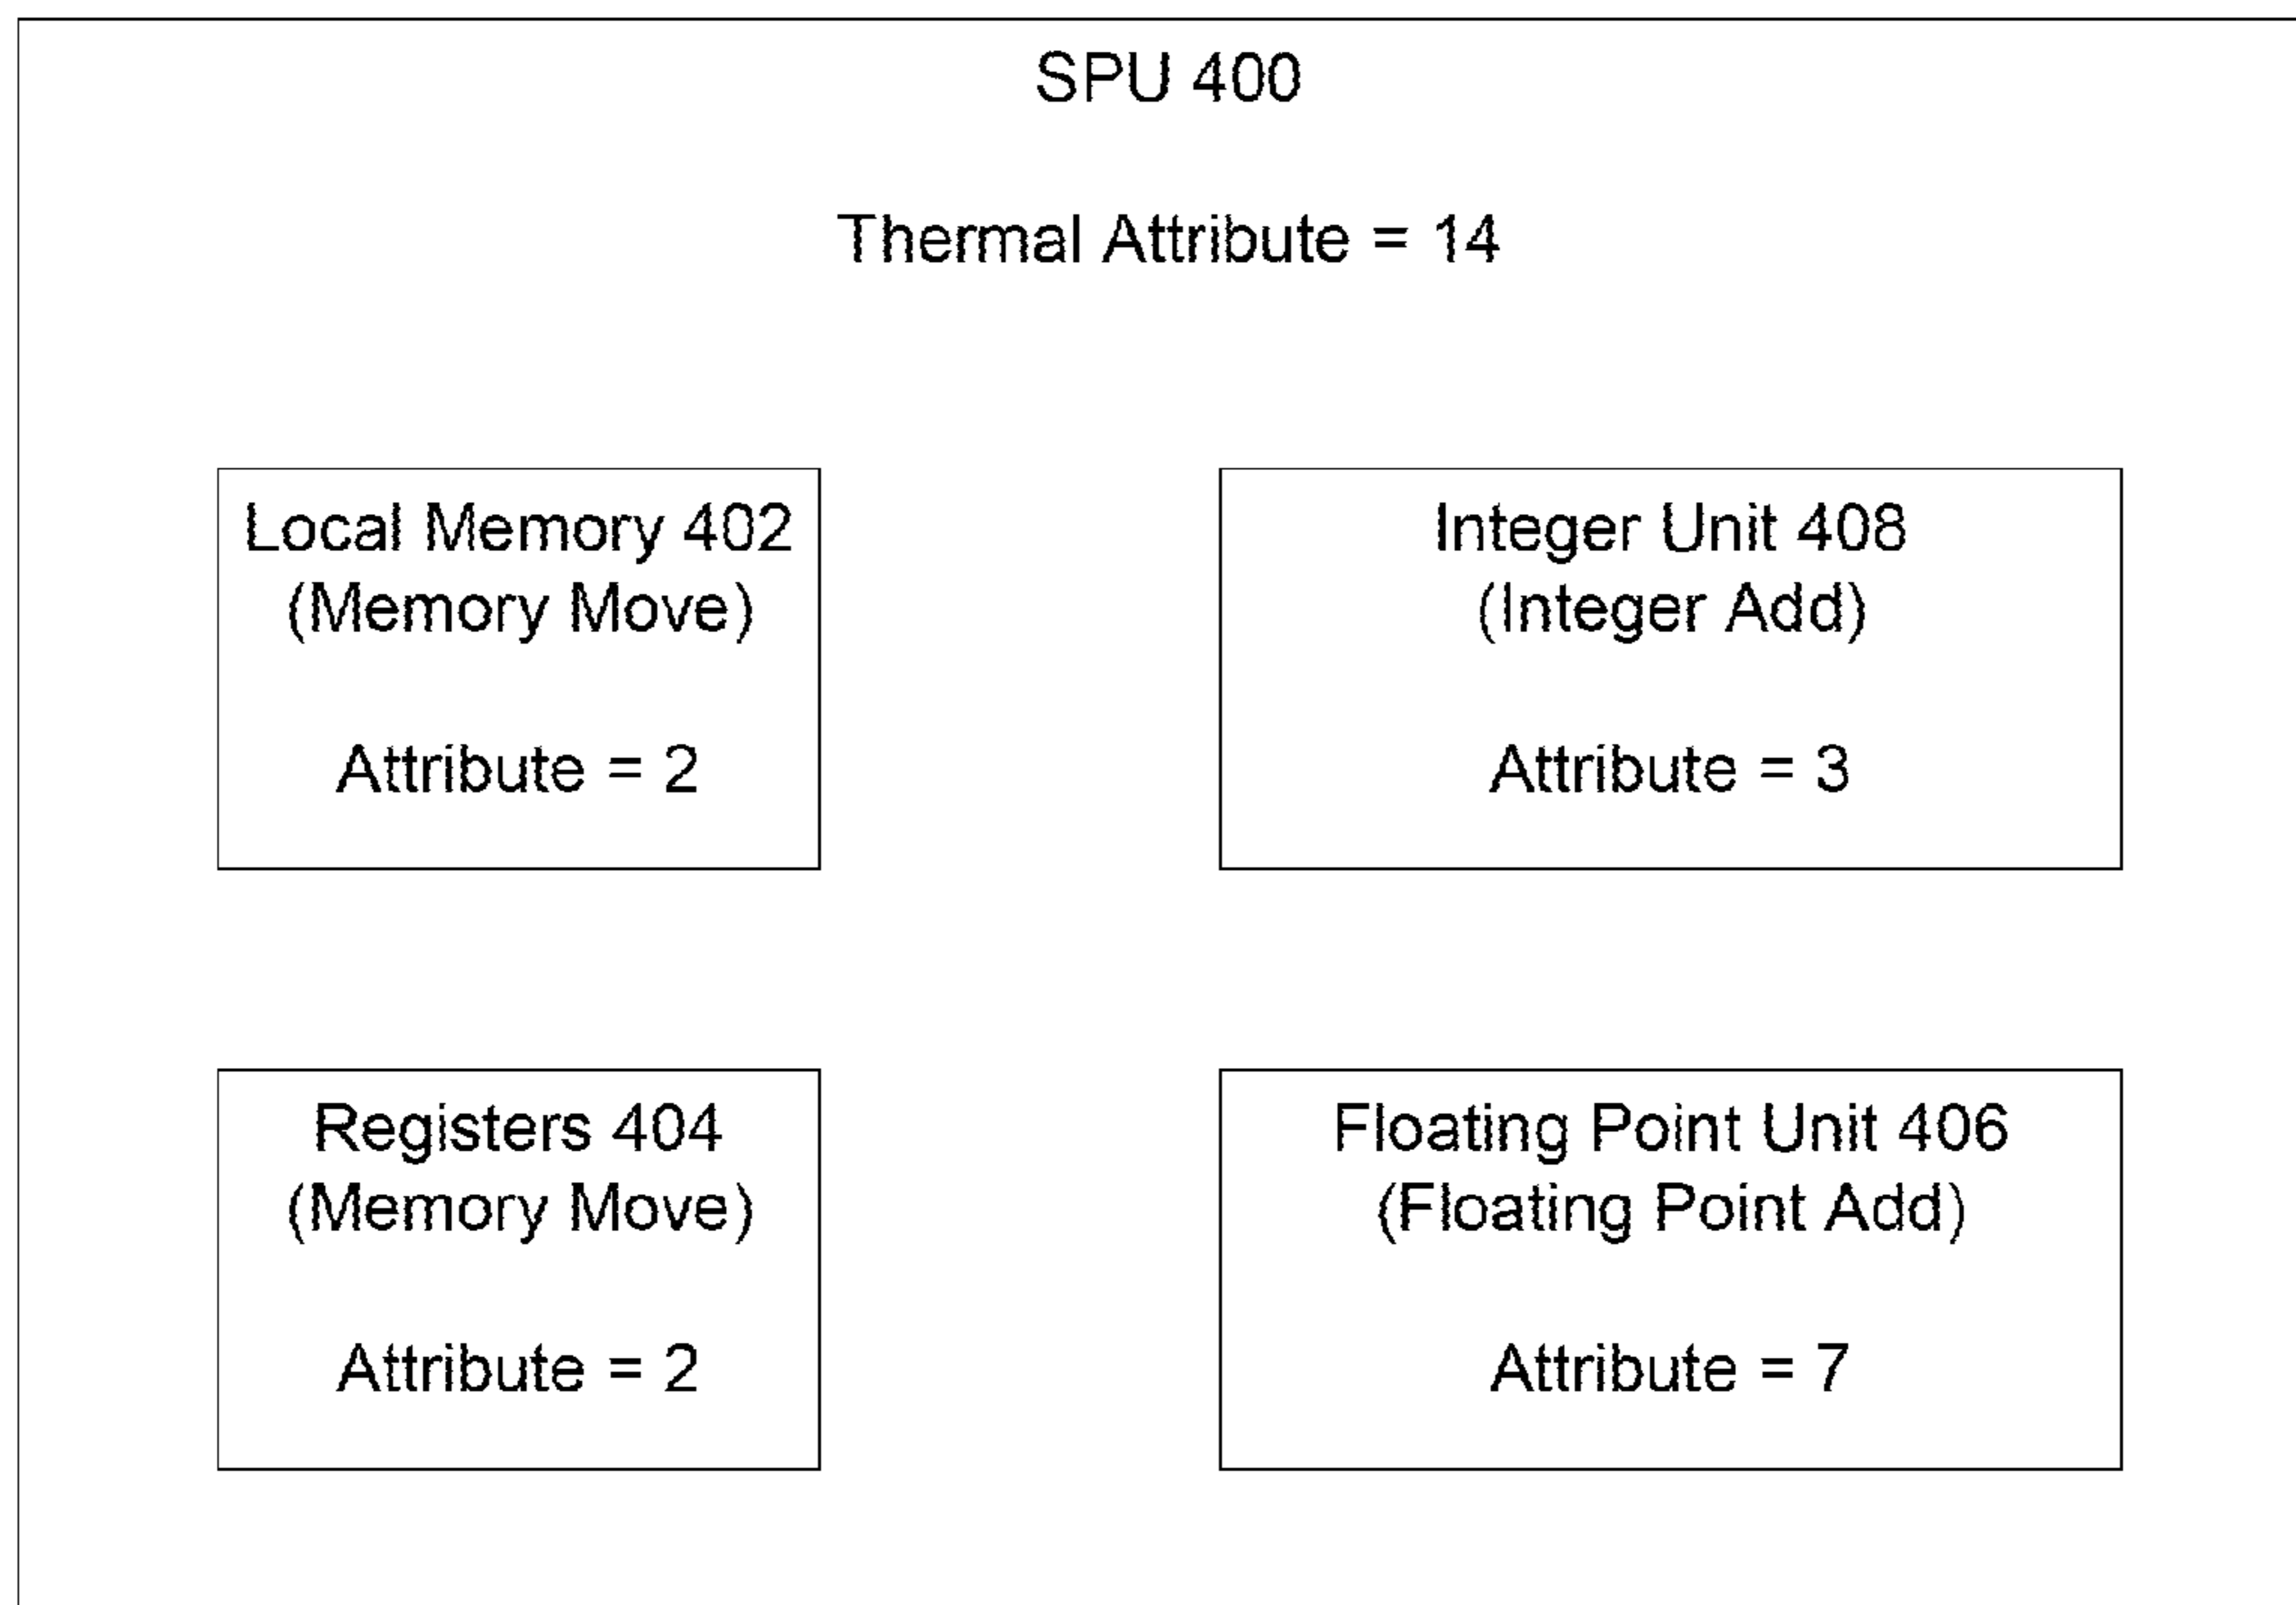 SPU 400
Thermal Attribute = 14
Local Memory 402
(Memory Move)
Attribute = 2
Integer Unit 408
(Integer Add)
Attribute = 3
Registers 404
(Memory Move)
Attribute = 2
Floating Point Unit 406
(Floating Point Add)
Attribute = 7